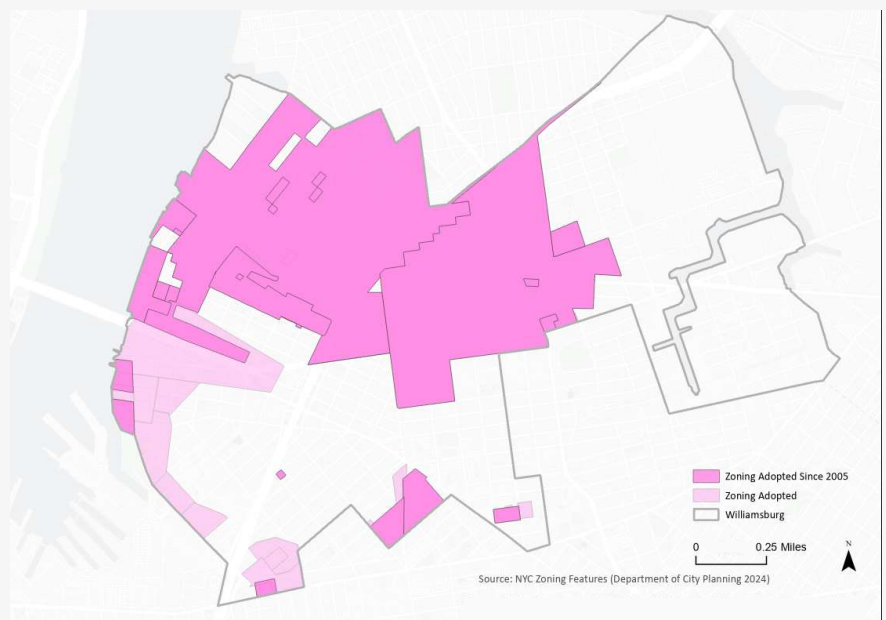 Zoning Adopted Since 2005
Zoning Adopted
Williamsburg
0 0.25 Miles
N
Source: NYC Zoning Features (Department of City Planning 2024)